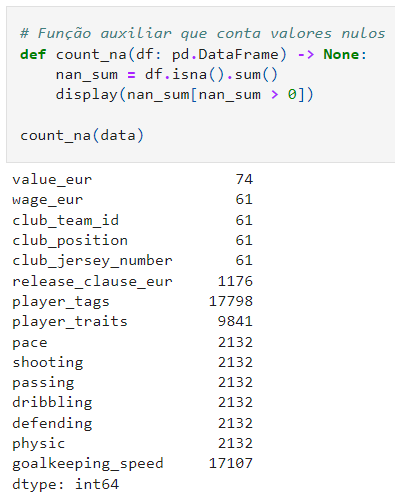 # Função auxiliar que conta valores nulos
def count_na(df: pd.DataFrame) -> None:
    nan_sum = df.isna().sum()
    display(nan_sum[nan_sum > 0])
count_na(data)
value_eur 74
wage_eur 61
club_team_id 61
club_position 61
club_jersey_number 61
release_clause_eur 1176
player_tags 17798
player_traits 9841
pace 2132
shooting 2132
passing 2132
dribbling 2132
defending 2132
physic 2132
goalkeeping_speed 17107
dtype: int64